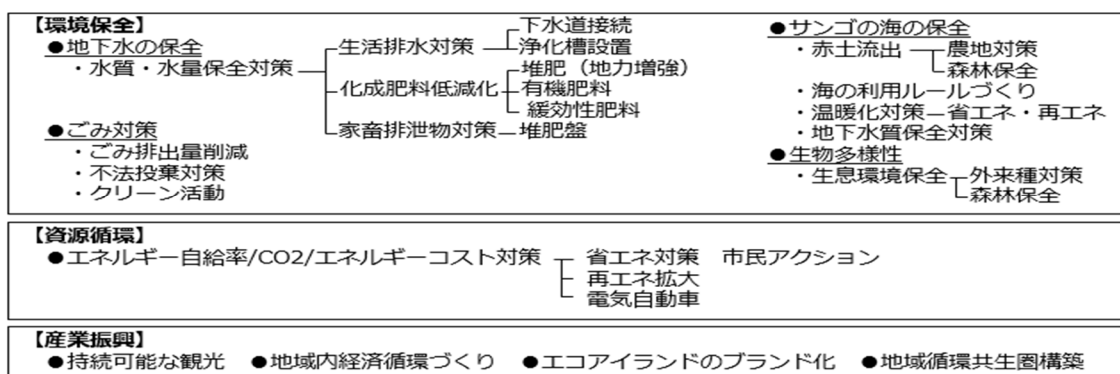 【環境保全】
●地下水の保全
・水質・水量保全対策
生活排水対策
下水道接続
浄化槽設置
化成肥料低減化
堆肥（地力増強）
有機肥料
緩効性肥料
家畜排泄物対策
堆肥盤
●ごみ対策
・ごみ排出量削減
・不法投棄対策
・クリーン活動
●サンゴの海の保全
・赤土流出
農地対策
森林保全
・海の利用ルールづくり
・温暖化対策
省エネ・再エネ
・地下水質保全対策
●生物多様性
・生息環境保全
外来種対策
森林保全
【資源循環】
●エネルギー自給率/CO2/エネルギーコスト対策
省エネ対策　市民アクション
再エネ拡大
電気自動車
【産業振興】
●持続可能な観光　●地域内経済循環づくり　●エコアイランドのブランド化　●地域循環共生圏構築